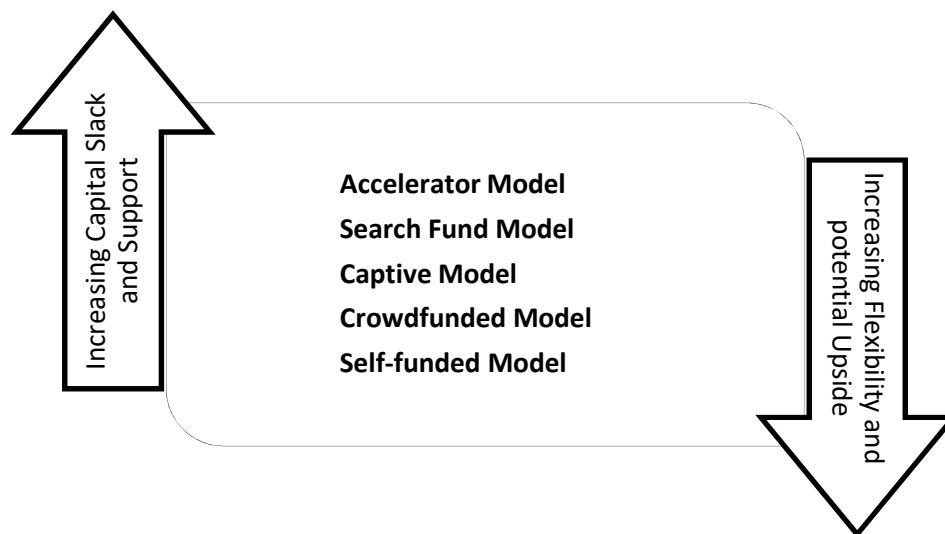 Increasing Capital Slack
and Support
Accelerator Model
Search Fund Model
Captive Model
Crowdfunded Model
Self-funded Model
Increasing Flexibility and
potential Upside